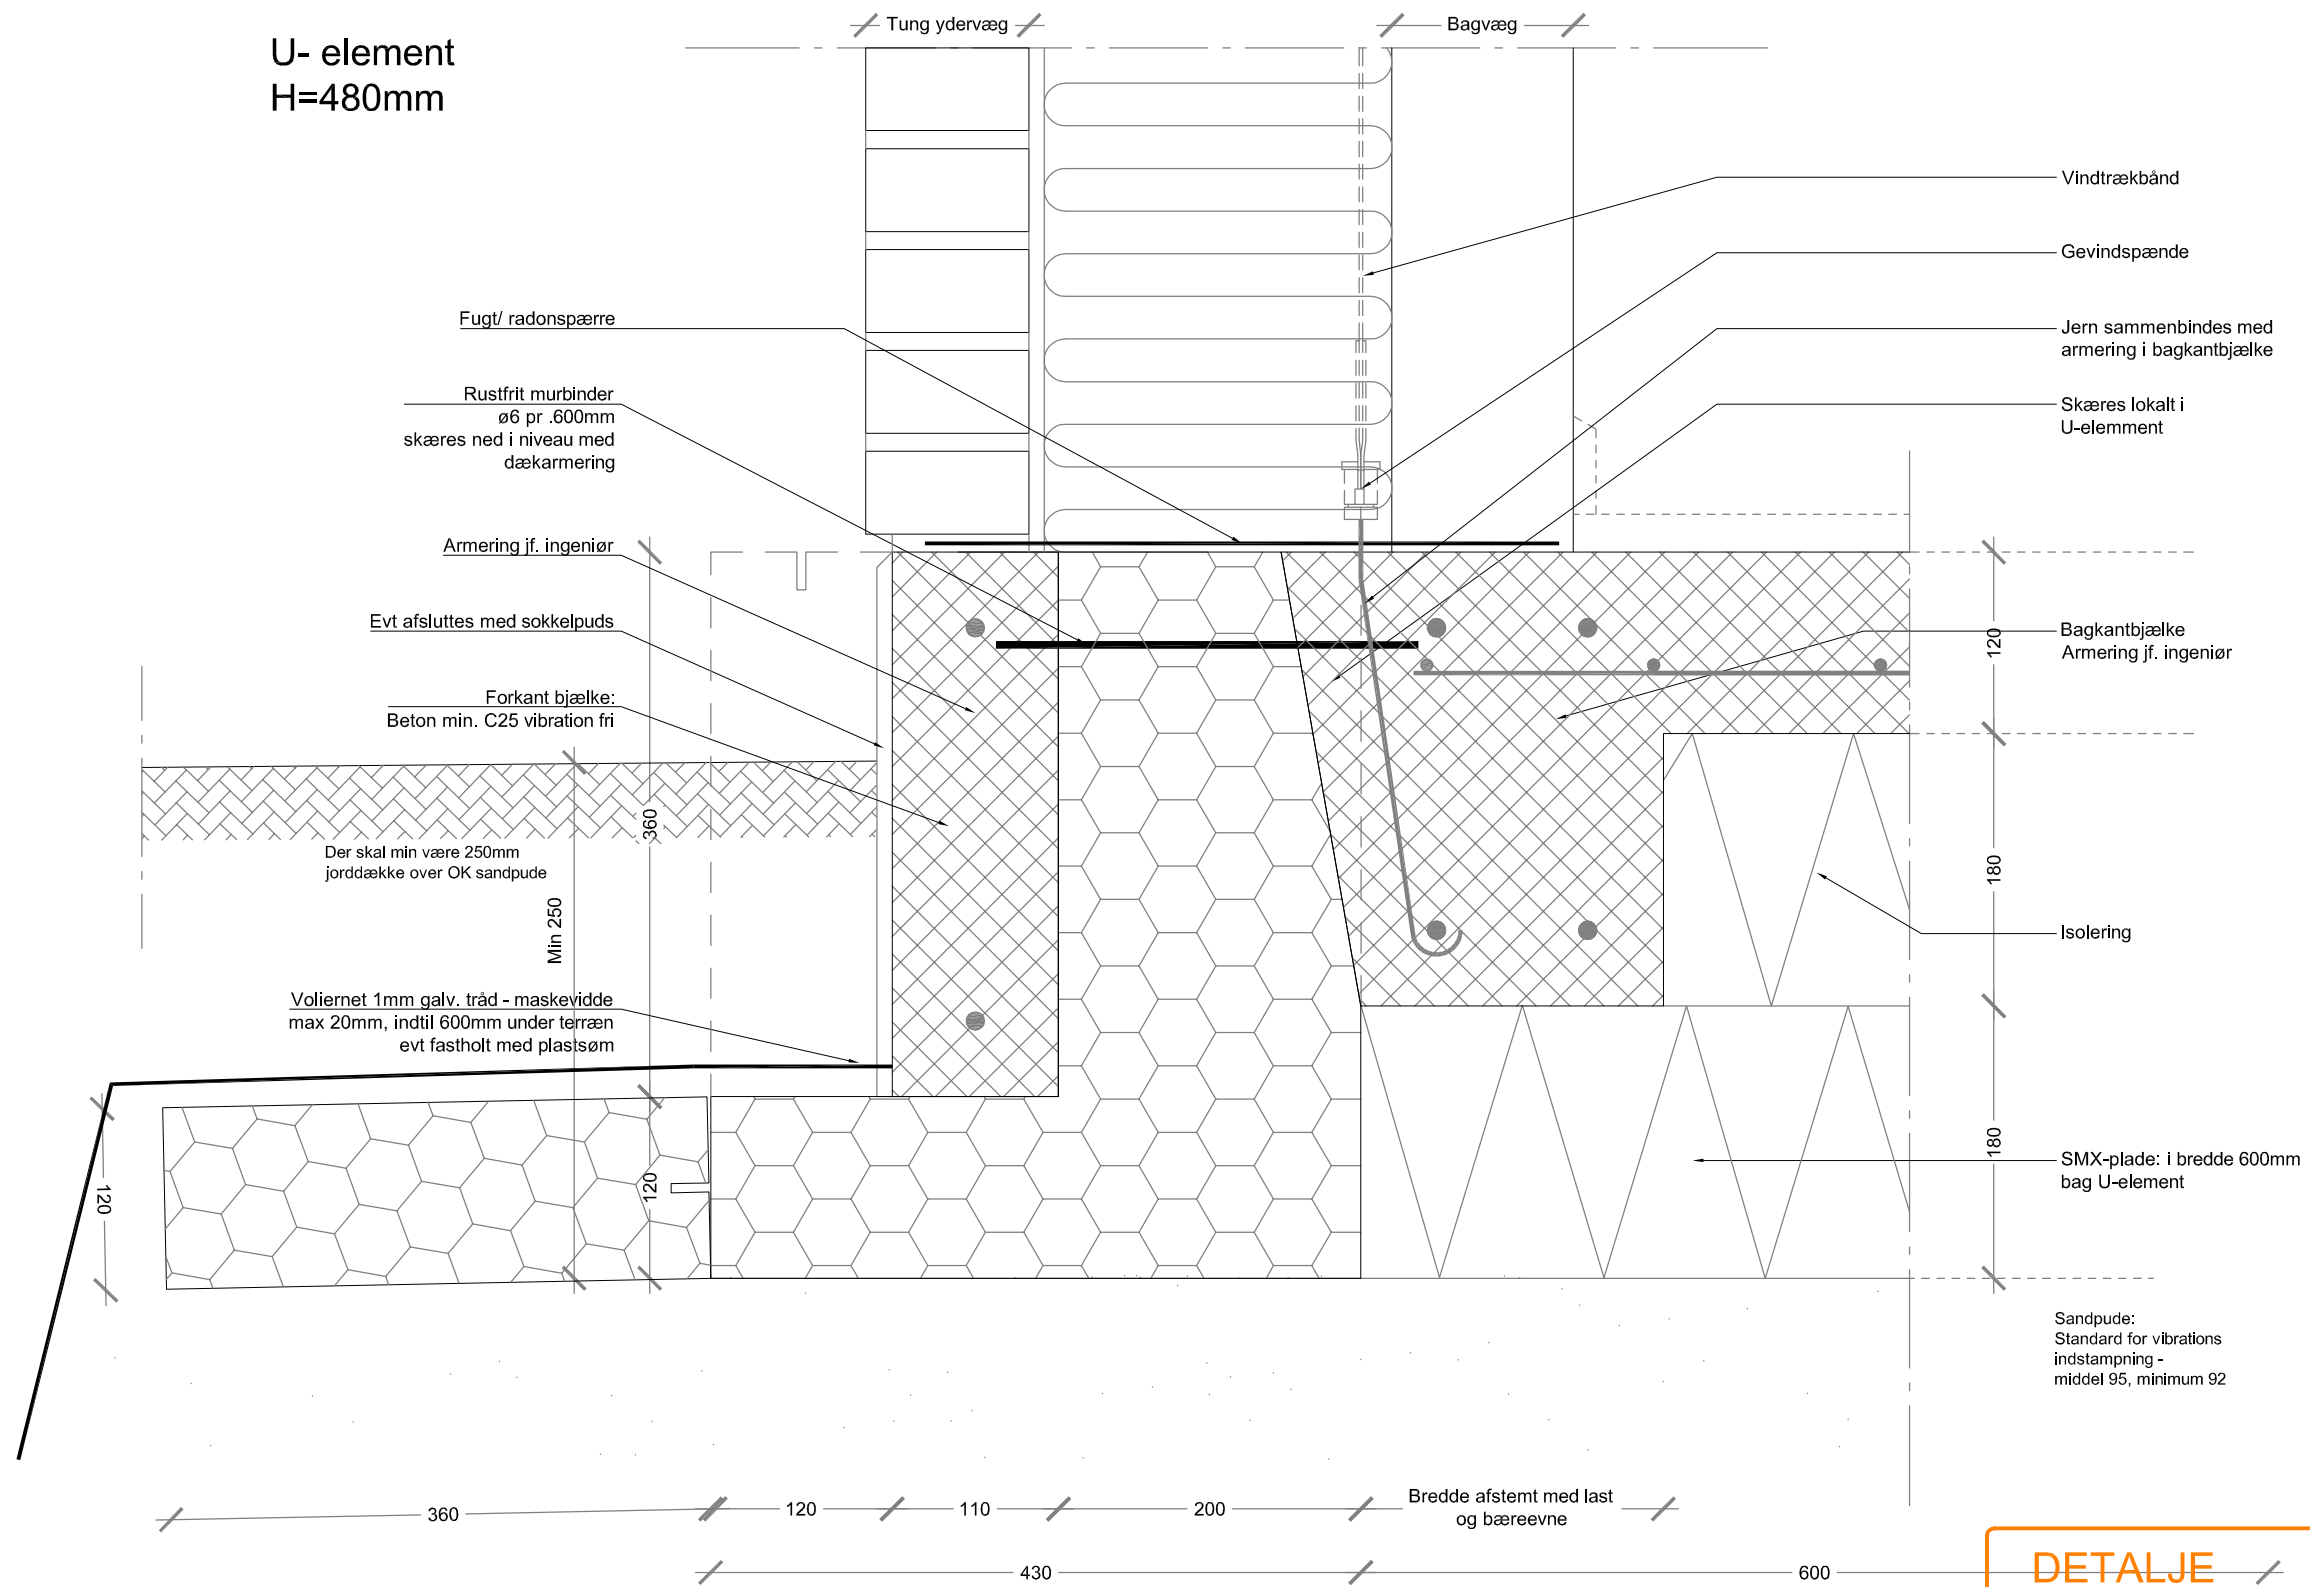 Tung ydervæg
Bagvæg
U- element
H=480mm
Vindtrækbånd
Gevindspænde
Fugt/ radonspærre
Jern sammenbindes med
armering i bagkantbjælke
Rustfrit murbinder
ø6 pr .600mm
skæres ned i niveau med
dækarmering
Skæres lokalt i
U-elemment
Armering jf. ingeniør
Evt afsluttes med sokkelpuds
Bagkantbjælke
Armering jf. ingeniør
120
Forkant bjælke:
Beton min. C25 vibration fri
360
Der skal min være 250mm
jorddække over OK sandpude
180
Min 250
Isolering
Voliernet 1mm galv. tråd - maskevidde
max 20mm, indtil 600mm under terræn
evt fastholt med plastsøm
180
SMX-plade: i bredde 600mm
bag U-element
120
120
Sandpude:
Standard for vibrations
indstampning -
middel 95, minimum 92
360
120
110
200
Bredde afstemt med last
og bæreevne
430
600
DETALJE